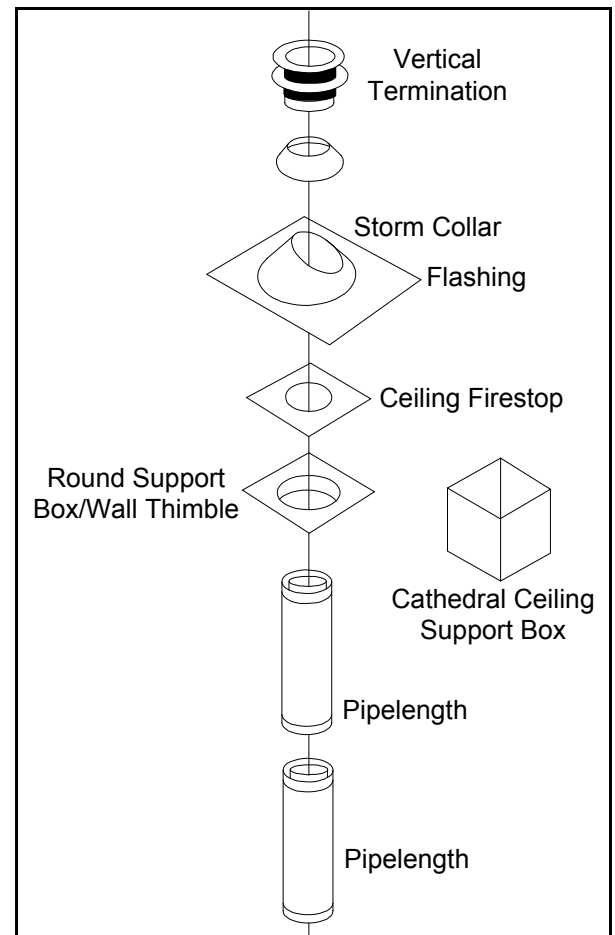 Vertical
Termination
Storm Collar
Flashing
Ceiling Firestop
Round Support
Box/Wall Thimble
Cathedral Ceiling
Support Box
Pipelength
Pipelength